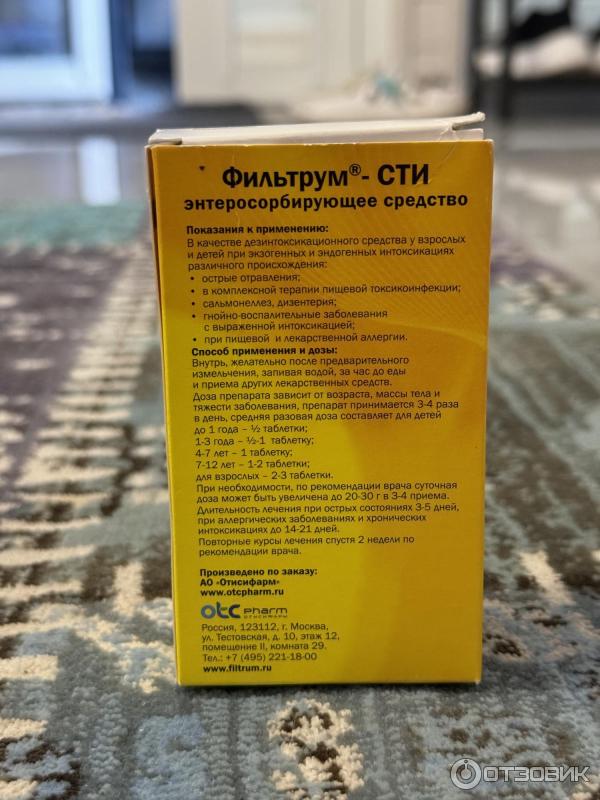 Фильтрум®- СТИ
энтеросорбирующее средство
Показания к применению:
В качестве дезинтоксикационного средства у взрослых
и детей при экзогенных и эндогенных интоксикациях
различного происхождения:
• острые отравления;
• в комплексной терапии пищевой токсикоинфекции;
• сальмонеллез, дизентерия;
• гнойно-воспалительные заболевания
с выраженной интоксикацией;
• при пищевой и лекарственной аллергии.
Способ применения и дозы:
Внутрь, желательно после предварительного
измельчения, запивая водой, за час до еды
и приема других лекарственных средств.
Доза препарата зависит от возраста, массы тела и
тяжести заболевания, препарат принимается 3-4 раза
в день, средняя разовая доза составляет для детей
до 1 года – ½ таблетки;
1-3 года – ½-1 таблетку;
4-7 лет – 1 таблетку;
7-12 лет – 1-2 таблетки;
для взрослых – 2-3 таблетки.
При необходимости, по рекомендации врача суточная
доза может быть увеличена до 20-30 г в 3-4 приема.
Длительность лечения при острых состояниях 3-5 дней,
при аллергических заболеваниях и хронических
интоксикациях до 14-21 дней.
Повторные курсы лечения спустя 2 недели по
рекомендации врача.
Произведено по заказу:
АО «Отисифарм»
www.otcpharm.ru
otc pharm
ОТИСИФАРМ
Россия, 123112, г. Москва,
ул. Тестовская, д. 10, этаж 12,
помещение II, комната 29.
Тел.: +7 (495) 221-18-00
www.filtrum.ru
ОТЗОВИК